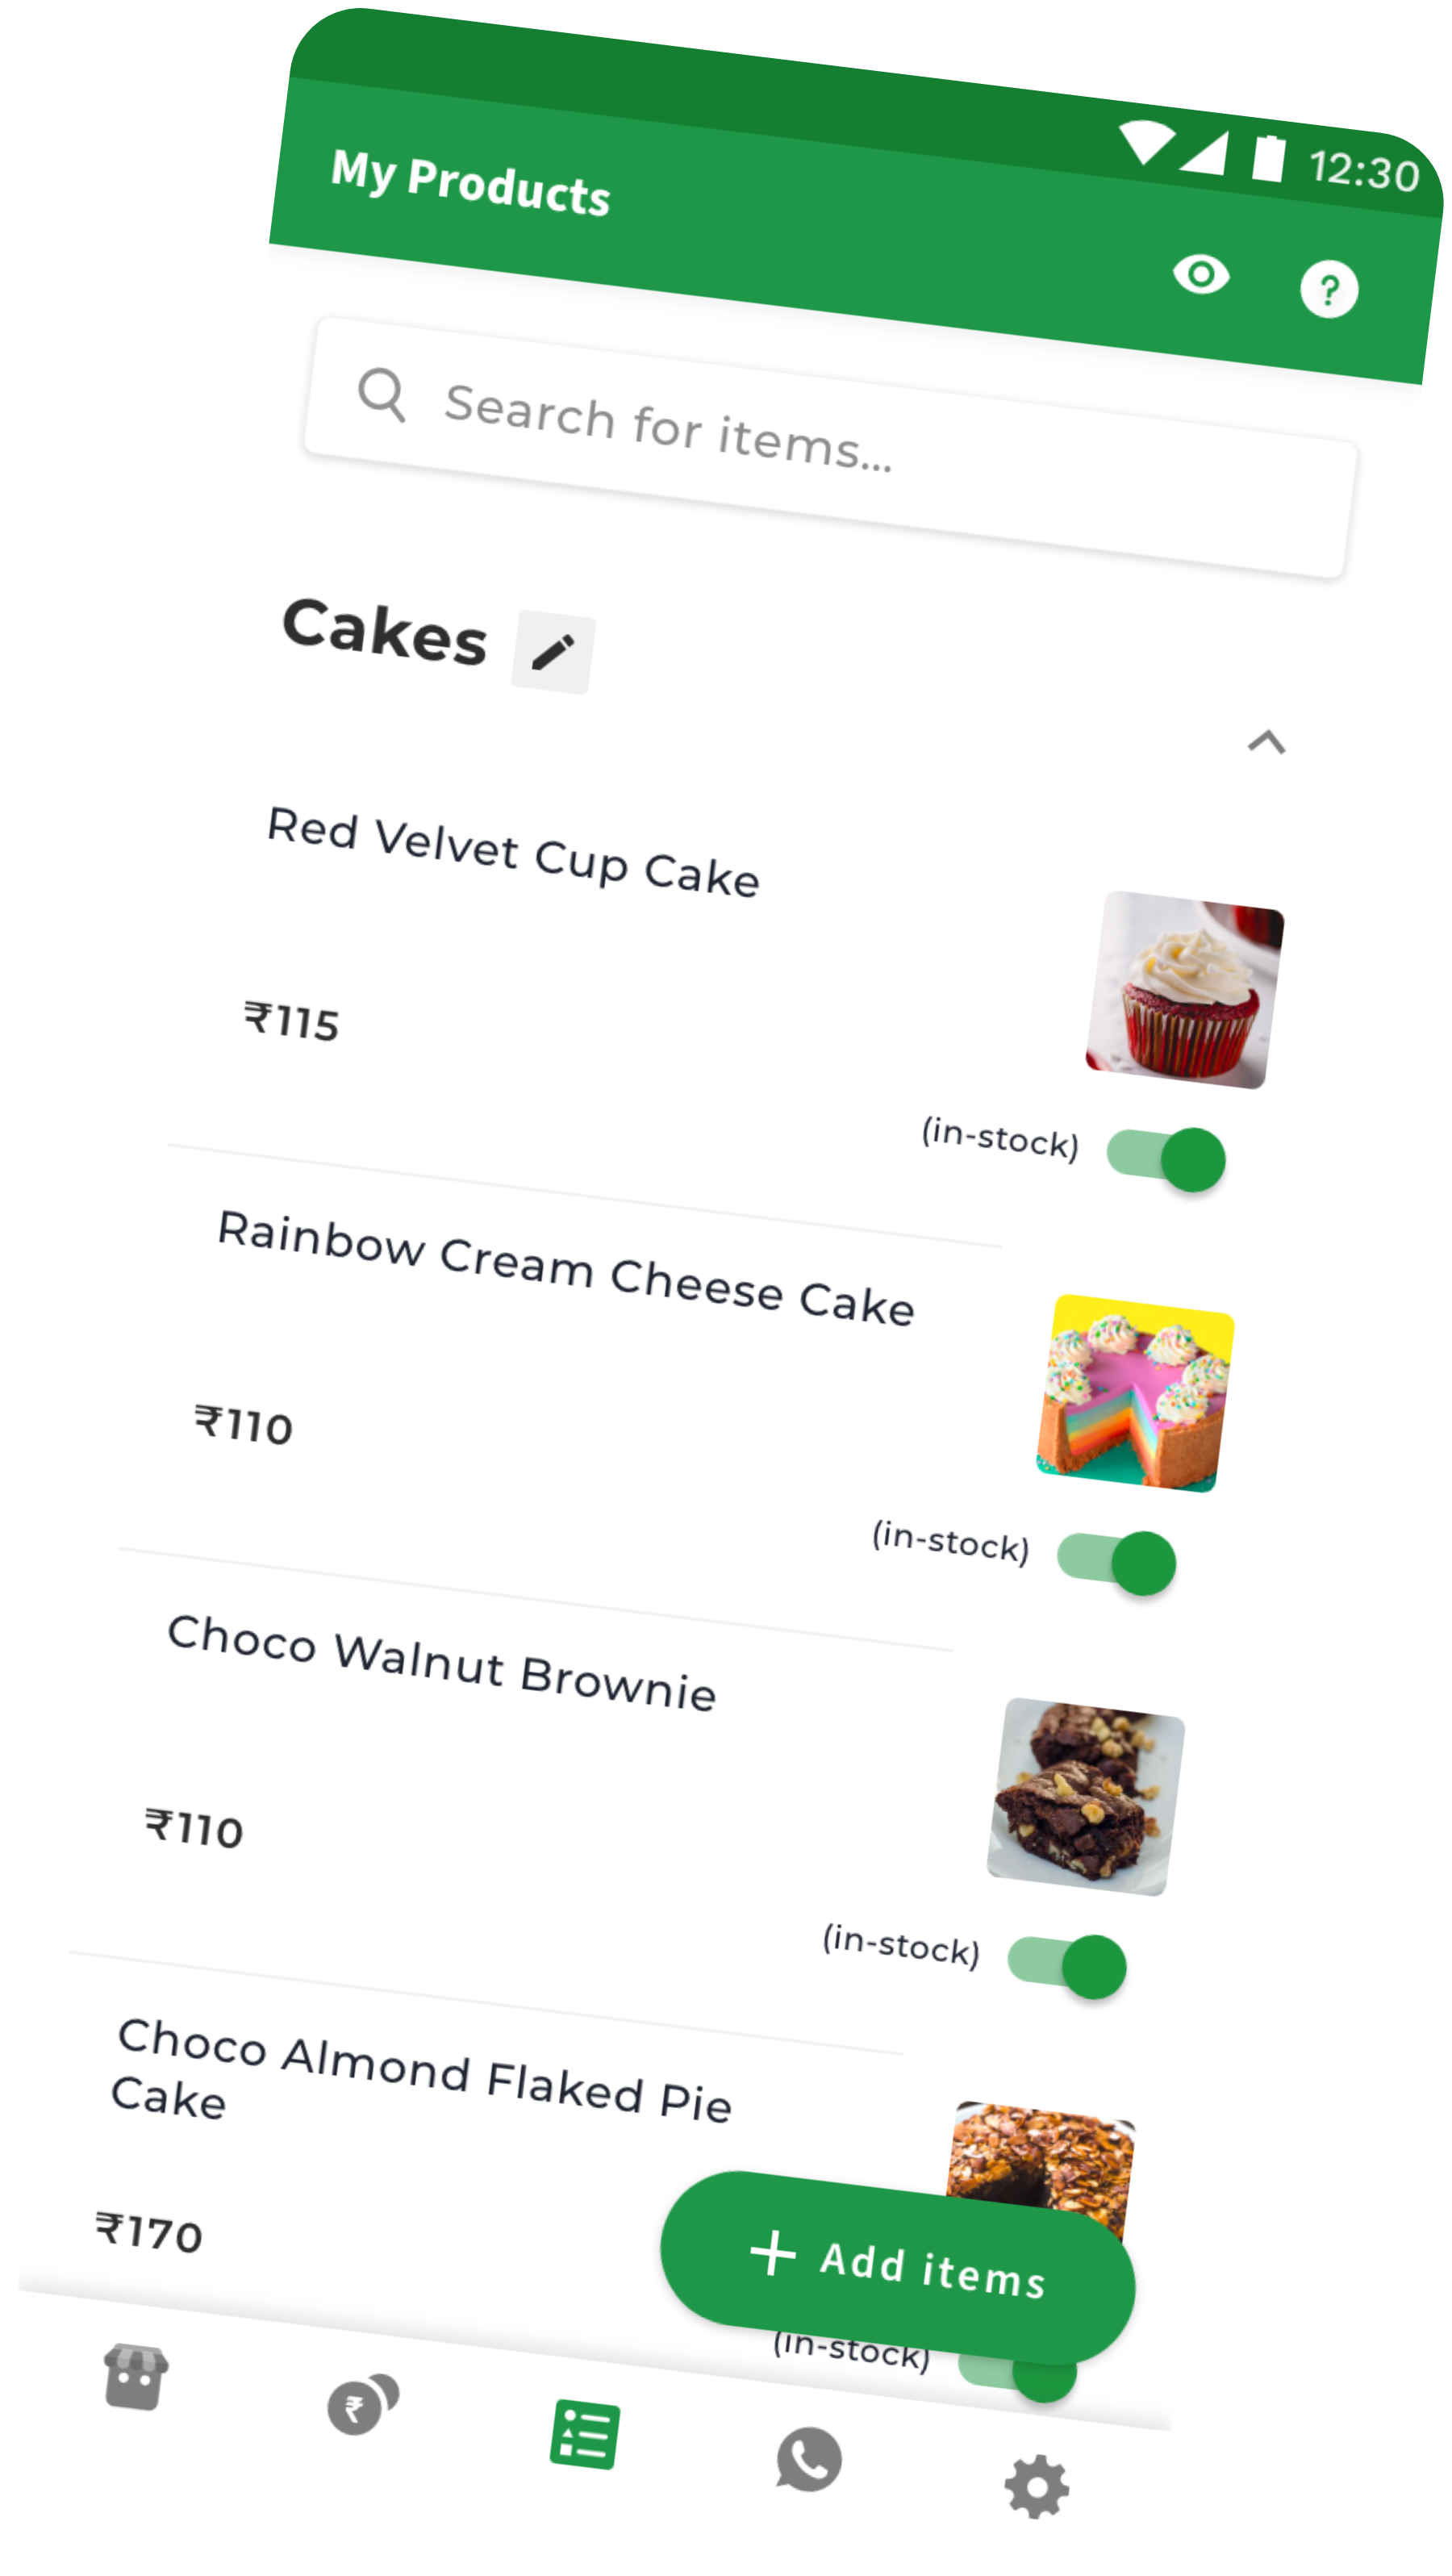 12:30
My Products
?
Search for items...
Cakes
Red Velvet Cup Cake
₹115
(in-stock)
Rainbow Cream Cheese Cake
₹110
(in-stock)
Choco Walnut Brownie
₹110
(in-stock)
Choco Almond Flaked Pie
Cake
₹170
+ Add items
(in-stock)
₹